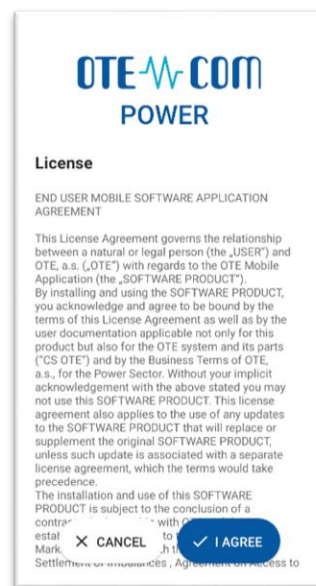 OTE COM
POWER
License
END USER MOBILE SOFTWARE APPLICATION
AGREEMENT
This License Agreement governs the relationship
between a natural or legal person (the „USER") and
OTE, a.s. („OTE") with regards to the OTE Mobile
Application (the „SOFTWARE PRODUCT").
By installing and using the SOFTWARE PRODUCT,
you acknowledge and agree to be bound by the
terms of this License Agreement as well as by the
user documentation applicable not only for this
product but also for the OTE system and its parts
("CS OTE") and by the Business Terms of OTE,
a.s., for the Power Sector. Without your implicit
acknowledgement with the above stated you may
not use this SOFTWARE PRODUCT. This license
agreement also applies to the use of any updates
to the SOFTWARE PRODUCT that will replace or
supplement the original SOFTWARE PRODUCT,
unless such update is associated with a separate
license agreement, which the terms would take
precedence.
The installation and use of this SOFTWARE
PRODUCT is subject to the conclusion of a
with
to
CANCEL
I AGREE
Settlement of Imbalances , Agreement on Access to